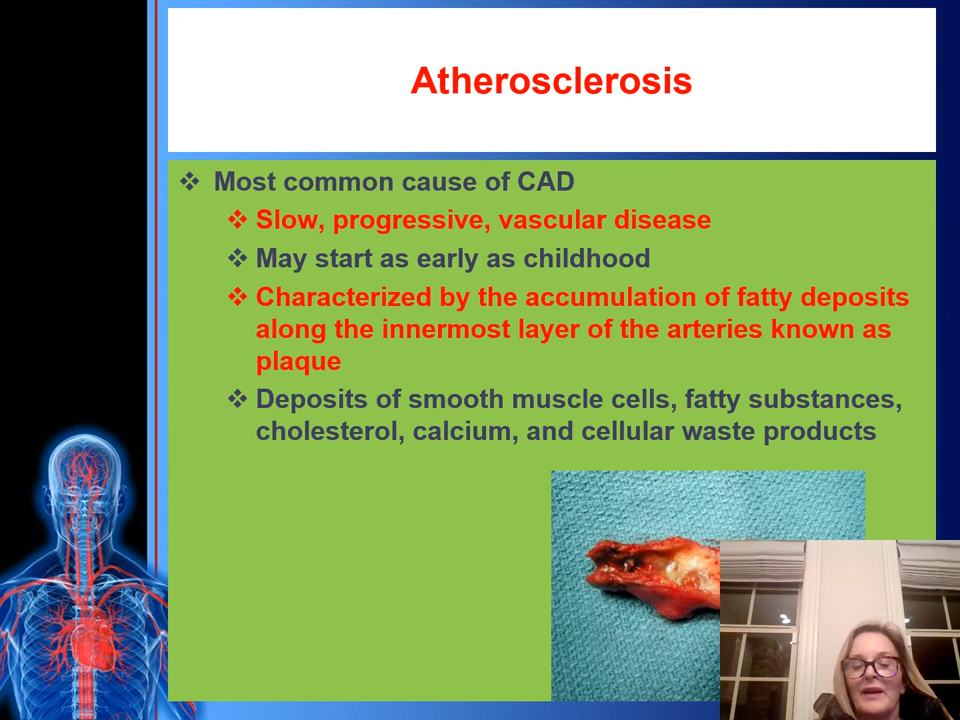 Atherosclerosis
❖ Most common cause of CAD
❖ Slow, progressive, vascular disease
❖ May start as early as childhood
❖ Characterized by the accumulation of fatty deposits
along the innermost layer of the arteries known as
plaque
❖ Deposits of smooth muscle cells, fatty substances,
cholesterol, calcium, and cellular waste products